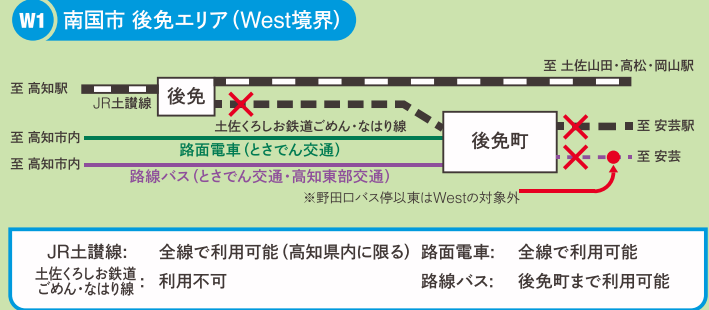 W1 南国市 後免エリア（West境界）
至 土佐山田・高松・岡山駅
至 高知駅
JR土讃線
後免
土佐くろしお鉄道ごめん・なはり線
至 安芸駅
至 高知市内
路面電車（とさでん交通）
後免町
至 高知市内
路線バス（とさでん交通・高知東部交通）
至 安芸
※野田口バス停以東はWestの対象外
JR土讃線: 全線で利用可能（高知県内に限る） 路面電車: 全線で利用可能
土佐くろしお鉄道
ごめん・なはり線 : 利用不可 路線バス: 後免町まで利用可能